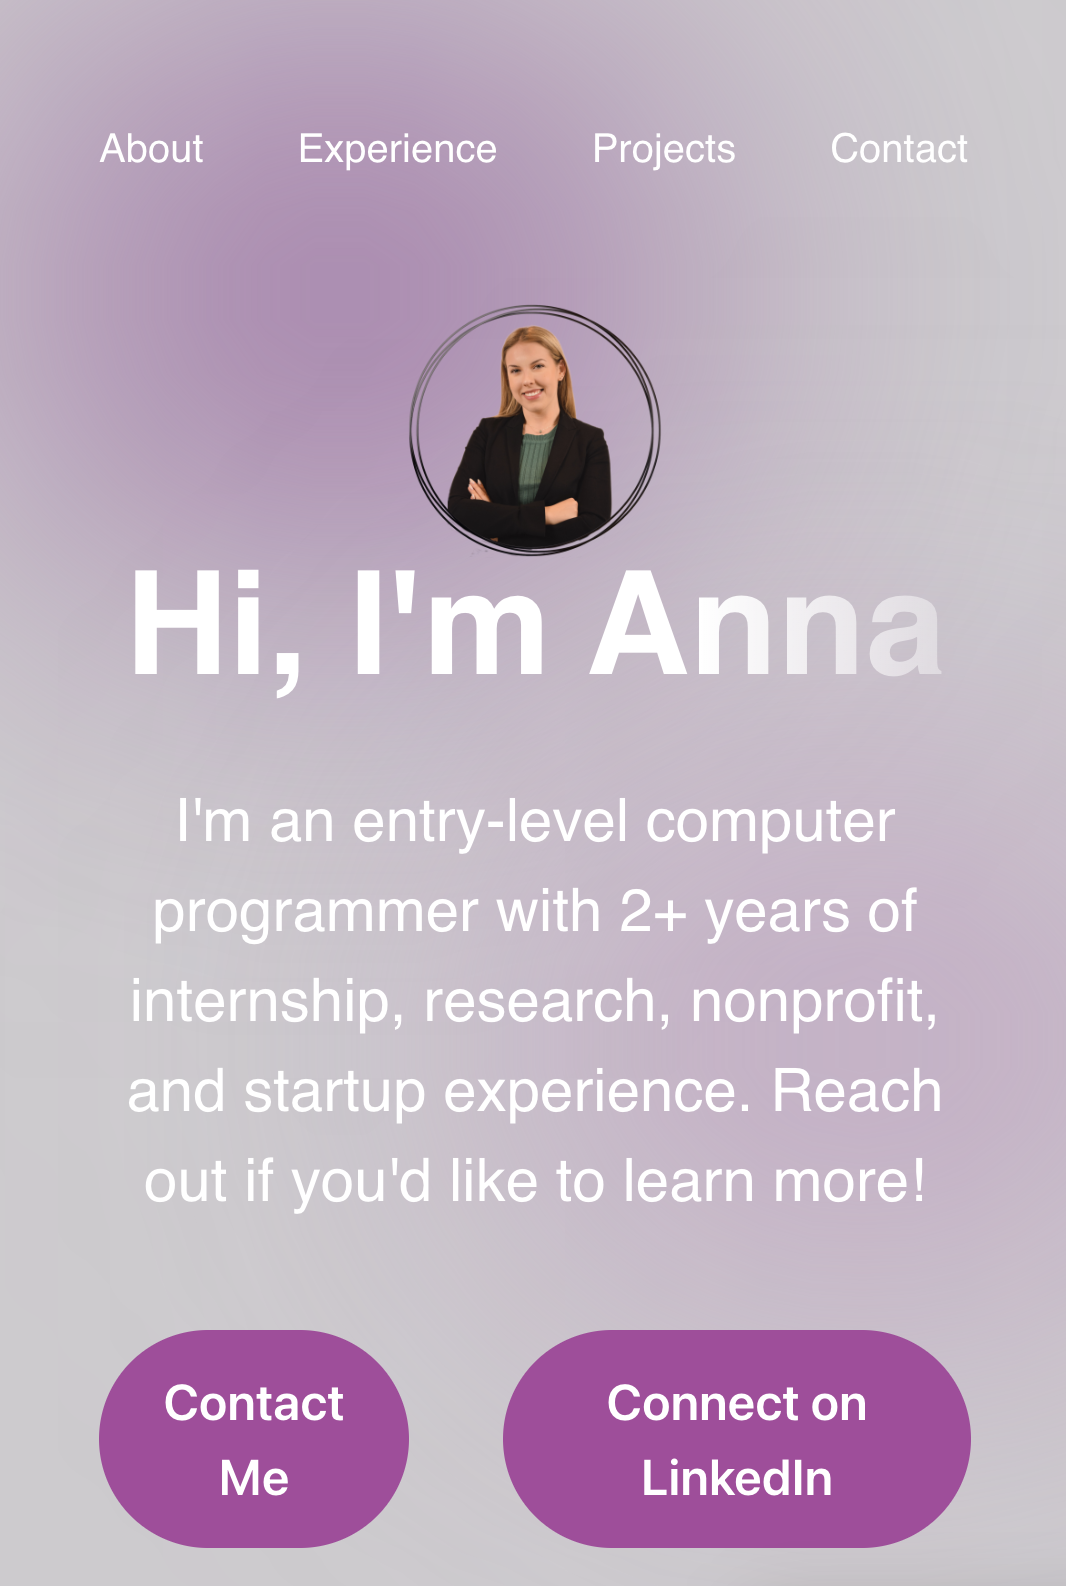 About Experience Projects Contact
Hi, I'm Anna
I'm an entry-level computer
programmer with 2+ years of
internship, research, nonprofit,
and startup experience. Reach
out if you'd like to learn more!
Contact
Me
Connect on
LinkedIn